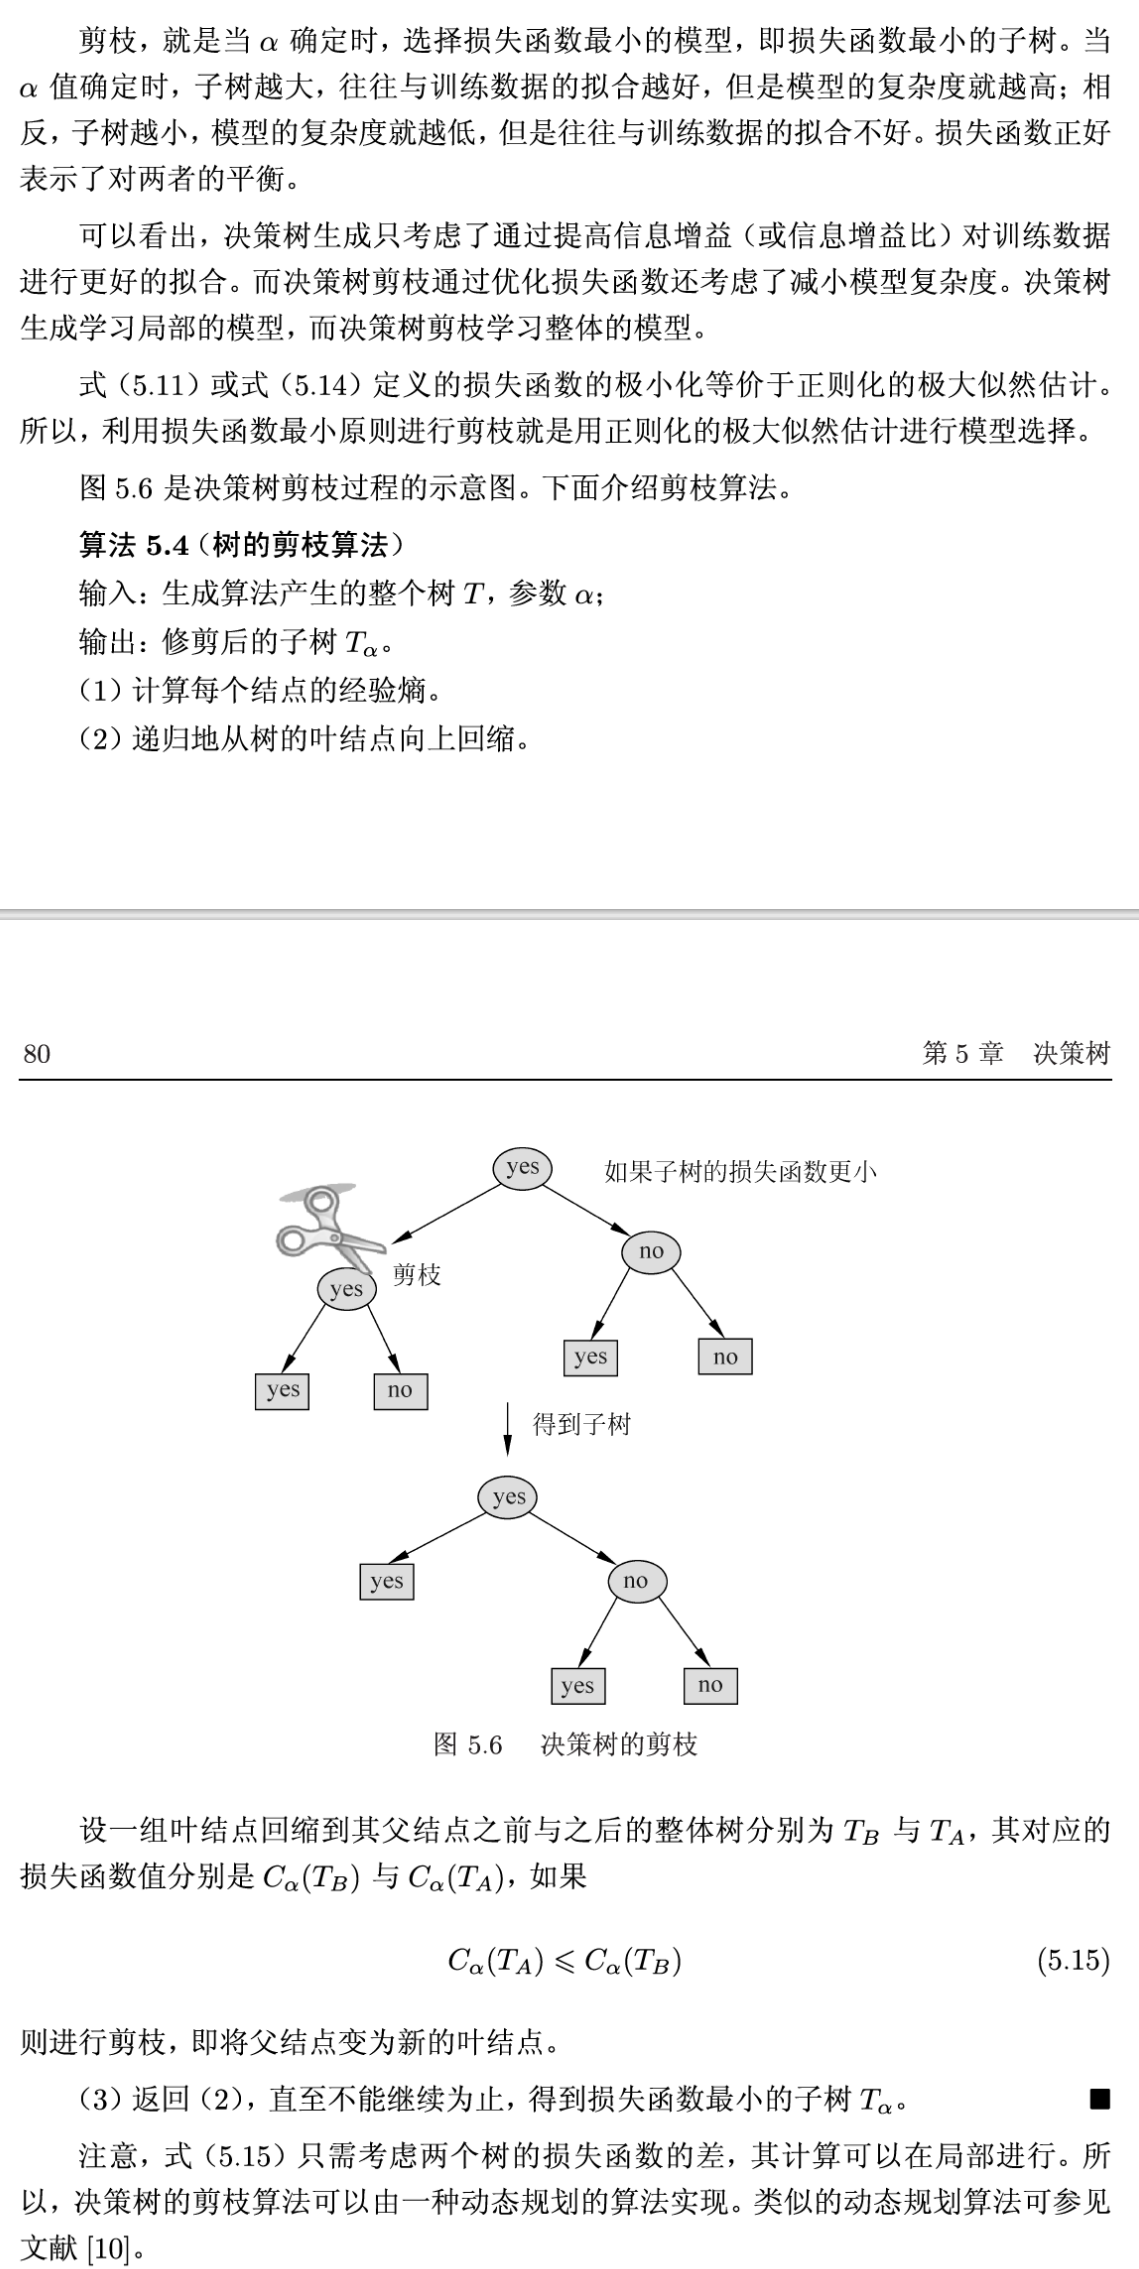 剪枝，就是当 α 确定时，选择损失函数最小的模型，即损失函数最小的子树。当
α 值确定时，子树越大，往往与训练数据的拟合越好，但是模型的复杂度就越高；相
反，子树越小，模型的复杂度就越低，但是往往与训练数据的拟合不好。损失函数正好
表示了对两者的平衡。
可以看出，决策树生成只考虑了通过提高信息增益（或信息增益比）对训练数据
进行更好的拟合。而决策树剪枝通过优化损失函数还考虑了减小模型复杂度。决策树
生成学习局部的模型，而决策树剪枝学习整体的模型。
式（5.11）或式（5.14）定义的损失函数的极小化等价于正则化的极大似然估计。
所以，利用损失函数最小原则进行剪枝就是用正则化的极大似然估计进行模型选择。
图 5.6 是决策树剪枝过程的示意图。下面介绍剪枝算法。
算法 5.4（树的剪枝算法）
输入：生成算法产生的整个树 T，参数 α；
输出：修剪后的子树 Tα。
（1）计算每个结点的经验熵。
（2）递归地从树的叶结点向上回缩。
80 第 5 章 决策树
yes 如果子树的损失函数更小
no
剪枝
yes
yes no
yes no
得到子树
yes
yes no
yes no
图 5.6 决策树的剪枝
设一组叶结点回缩到其父结点之前与之后的整体树分别为 TB 与 TA，其对应的
损失函数值分别是 Cα(TB) 与 Cα(TA)，如果
Cα(TA) ⩽ Cα(TB) (5.15)
则进行剪枝，即将父结点变为新的叶结点。
（3）返回（2），直至不能继续为止，得到损失函数最小的子树 Tα。 ■
注意，式（5.15）只需考虑两个树的损失函数的差，其计算可以在局部进行。所
以，决策树的剪枝算法可以由一种动态规划的算法实现。类似的动态规划算法可参见
文献 [10]。